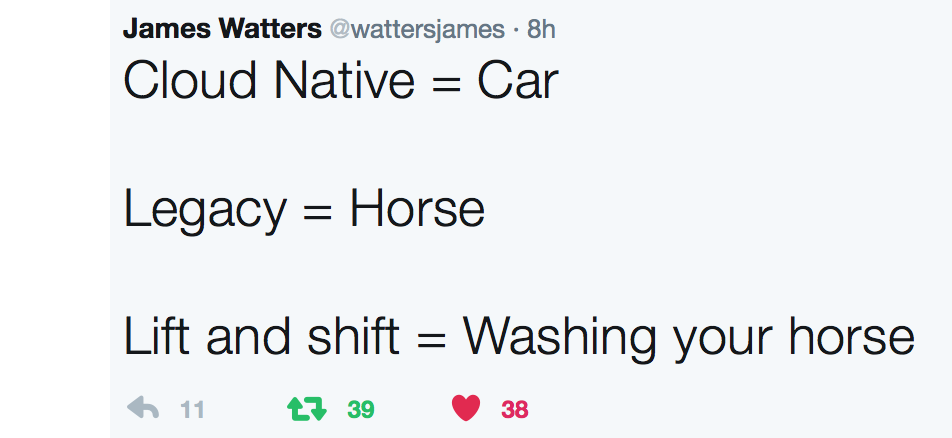 James Watters @wattersjames · 8h
Cloud Native = Car
Legacy = Horse
Lift and shift = Washing your horse
11 39 38